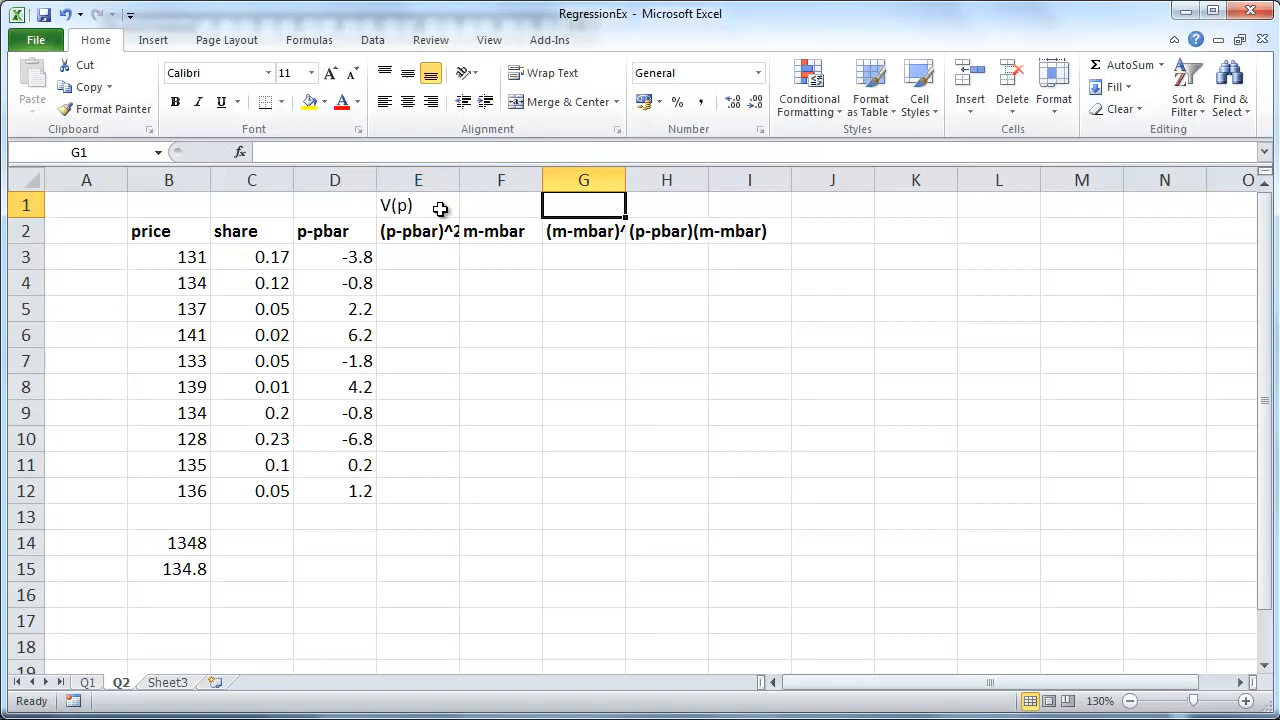 RegressionEx - Microsoft Excel
File Home Insert Page Layout Formulas Data Review View Add-Ins
Paste
Cut
Copy
Format Painter
Clipboard
Calibri 11
B I U
Font
Wrap Text
Merge & Center
Alignment
General
Number
Conditional Formatting
Format as Table
Cell Styles
Styles
Insert Delete Format
Cells
Σ AutoSum
Fill
Clear
Sort & Filter
Find & Select
Editing
G1 fx
A B C D E F G H I J K L M N O
1 V(p)
2 price share p-pbar (p-pbar)^2 m-mbar (m-mbar)^ (p-pbar)(m-mbar)
3 131 0.17 -3.8
4 134 0.12 -0.8
5 137 0.05 2.2
6 141 0.02 6.2
7 133 0.05 -1.8
8 139 0.01 4.2
9 134 0.2 -0.8
10 128 0.23 -6.8
11 135 0.1 0.2
12 136 0.05 1.2
13
14 1348
15 134.8
16
17
18
19
Q1 Q2 Sheet3
Ready 130%